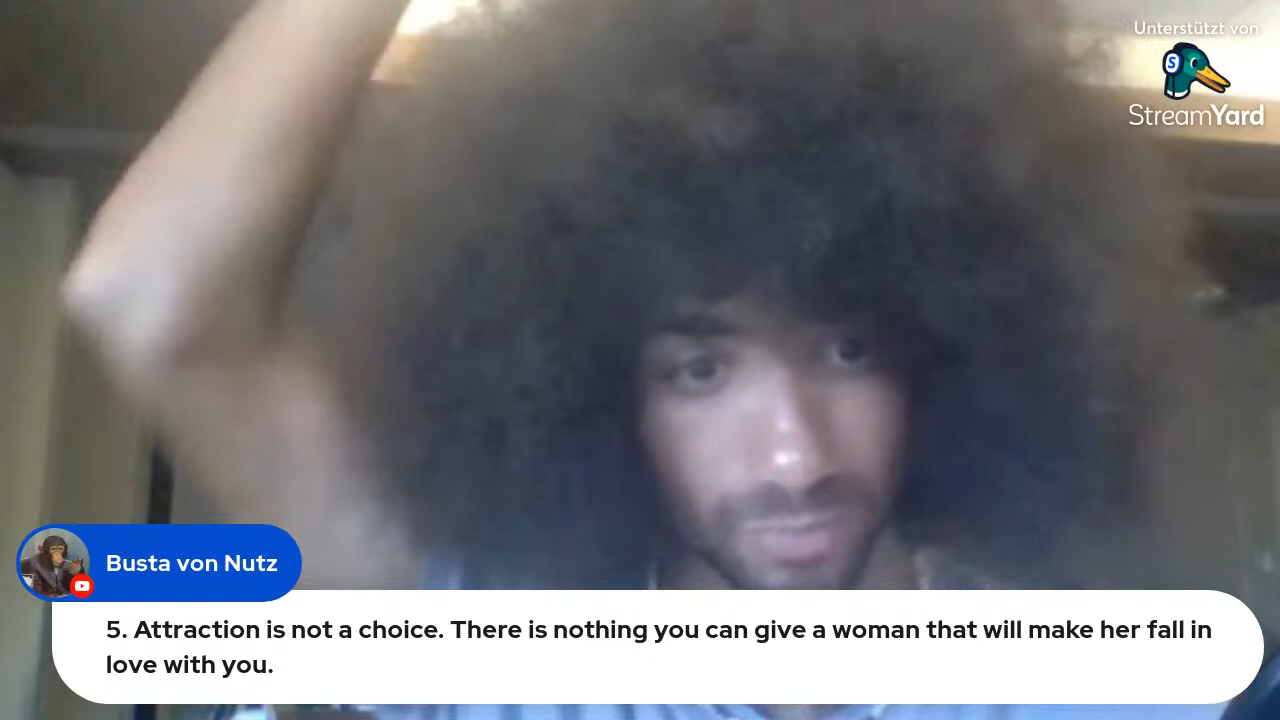 Unterstützt von
S
StreamYard
Busta von Nutz
5. Attraction is not a choice. There is nothing you can give a woman that will make her fall in
love with you.